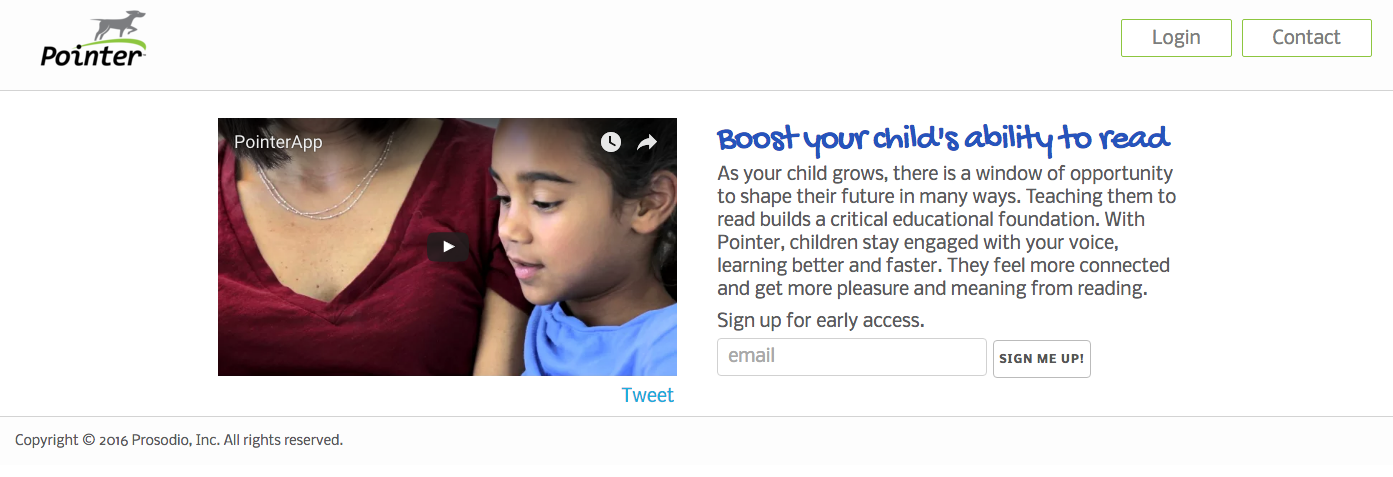 Pointer
Login
Contact
PointerApp
Boost your child's ability to read
As your child grows, there is a window of opportunity
to shape their future in many ways. Teaching them to
read builds a critical educational foundation. With
Pointer, children stay engaged with your voice,
learning better and faster. They feel more connected
and get more pleasure and meaning from reading.
Sign up for early access.
email
SIGN ME UP!
Tweet
Copyright © 2016 Prosodio, Inc. All rights reserved.